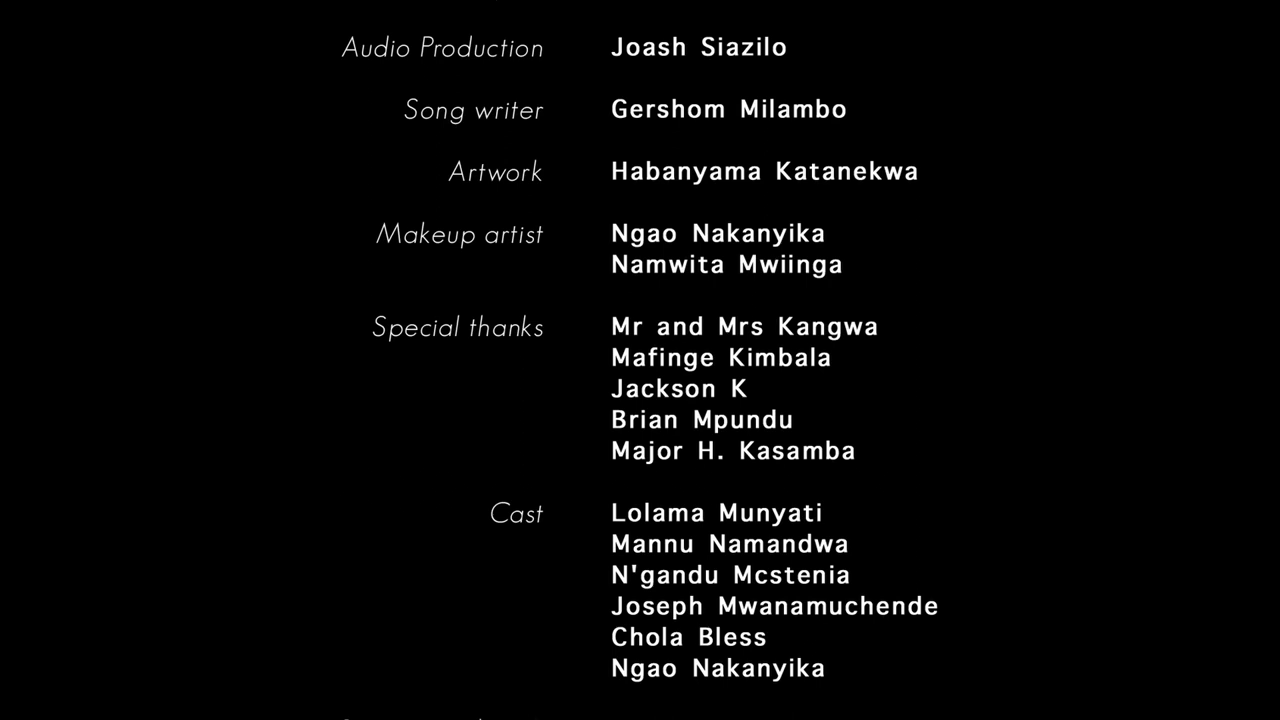 Audio Production Joash Siazilo
Song writer Gershom Milambo
Artwork Habanyama Katanekwa
Makeup artist Ngao Nakanyika
Namwita Mwiinga
Special thanks Mr and Mrs Kangwa
Mafinge Kimbala
Jackson K
Brian Mpundu
Major H. Kasamba
Cast Lolama Munyati
Mannu Namandwa
N'gandu Mcstenia
Joseph Mwanamuchende
Chola Bless
Ngao Nakanyika